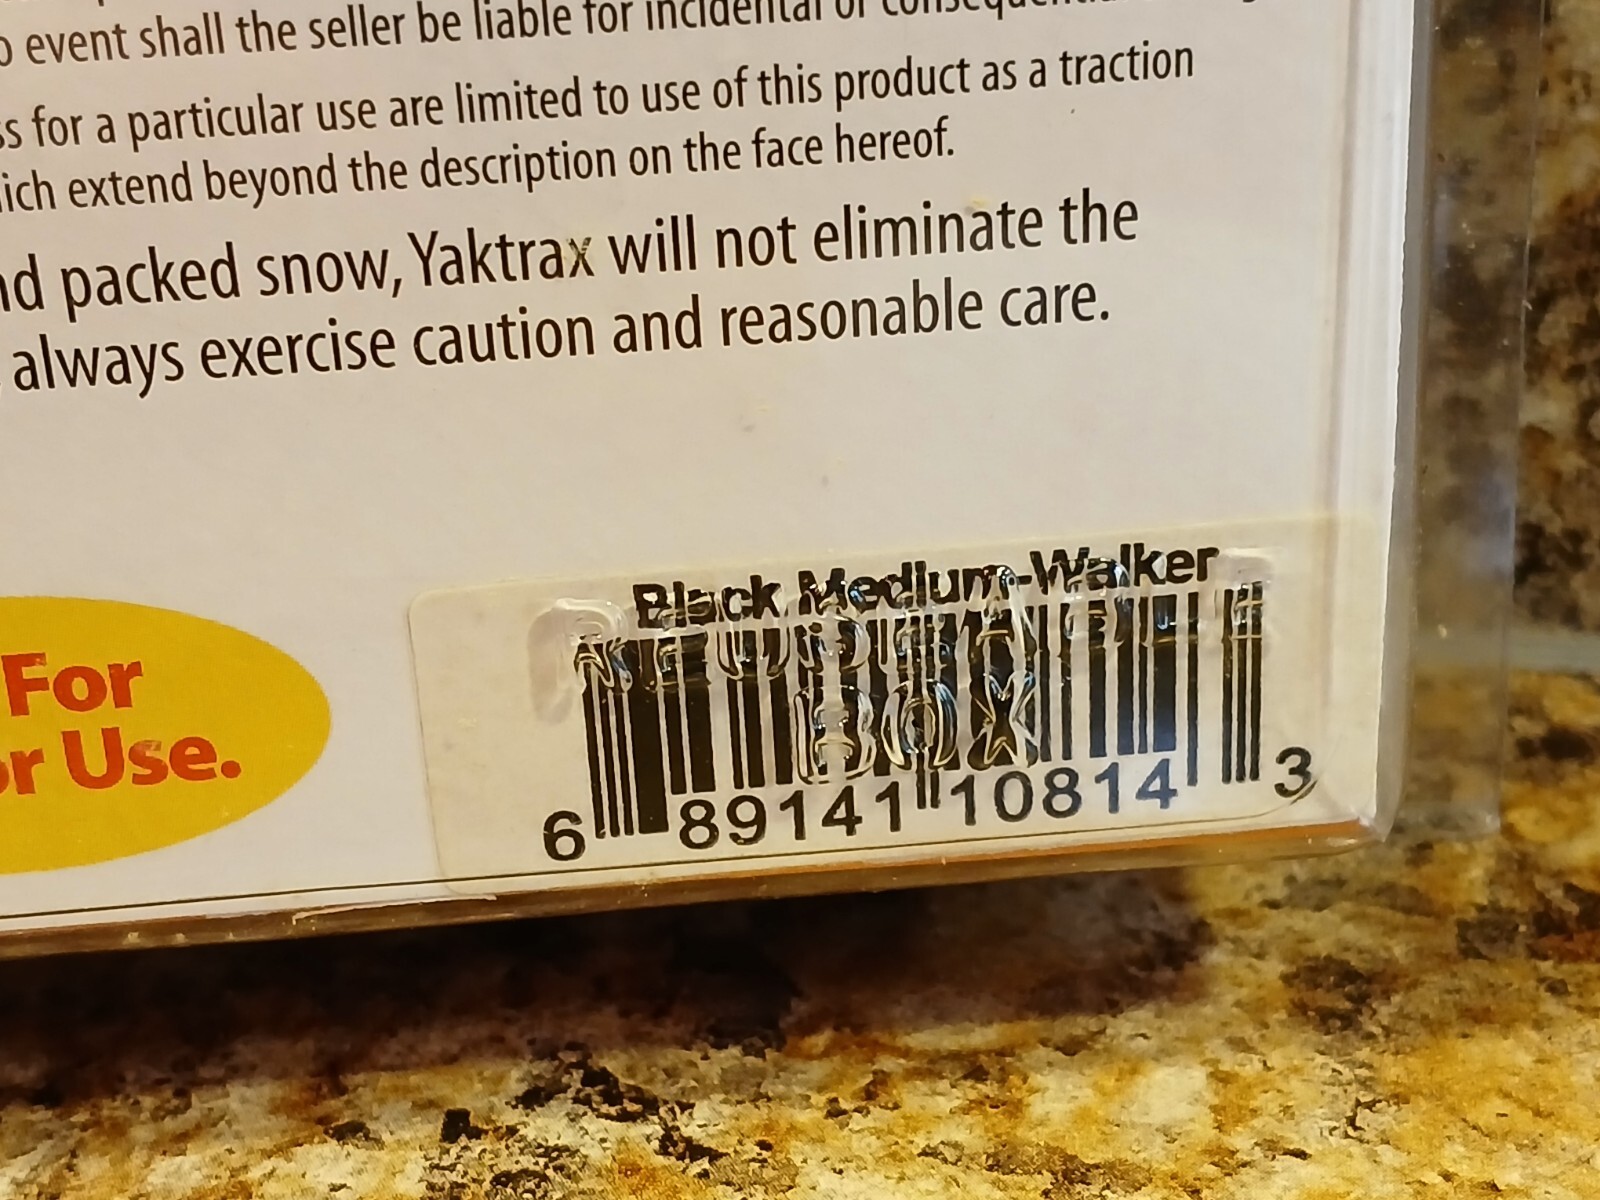 event shall the seller be liable for incidental or
for a particular use are limited to use of this product as a traction
extend beyond the description on the face hereof.
packed snow, Yaktrax will not eliminate the
always exercise caution and reasonable care.
For
Use.
Black Medium-Walker
BOX
6 89141 10814 3